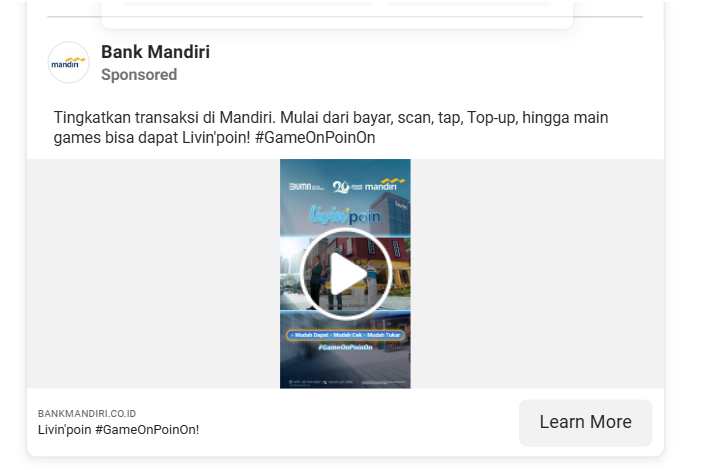 Bank Mandiri
mandiri
Sponsored
Tingkatkan transaksi di Mandiri. Mulai dari bayar, scan, tap, Top-up, hingga main
games bisa dapat Livin'poin! #GameOnPoinOn
BUMN
mandiri
livin'poin
Mudah Dapat - Mudah Cek - Mudah Tukar
#GameOnPoinOn
BANKMANDIRI.CO.ID
Livin'poin #GameOnPoinOn!
Learn More